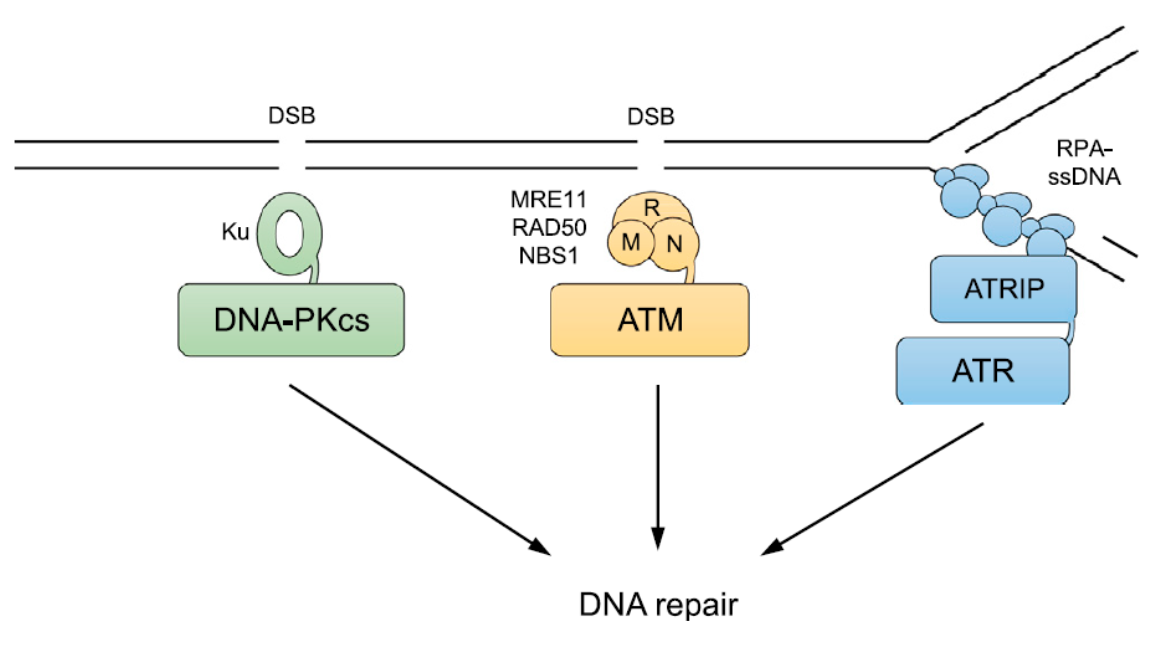 DSB
DSB
RPA-
ssDNA
Ku
MRE11
RAD50
NBS1
R
M
N
DNA-PKcs
ATM
ATRIP
ATR
DNA repair